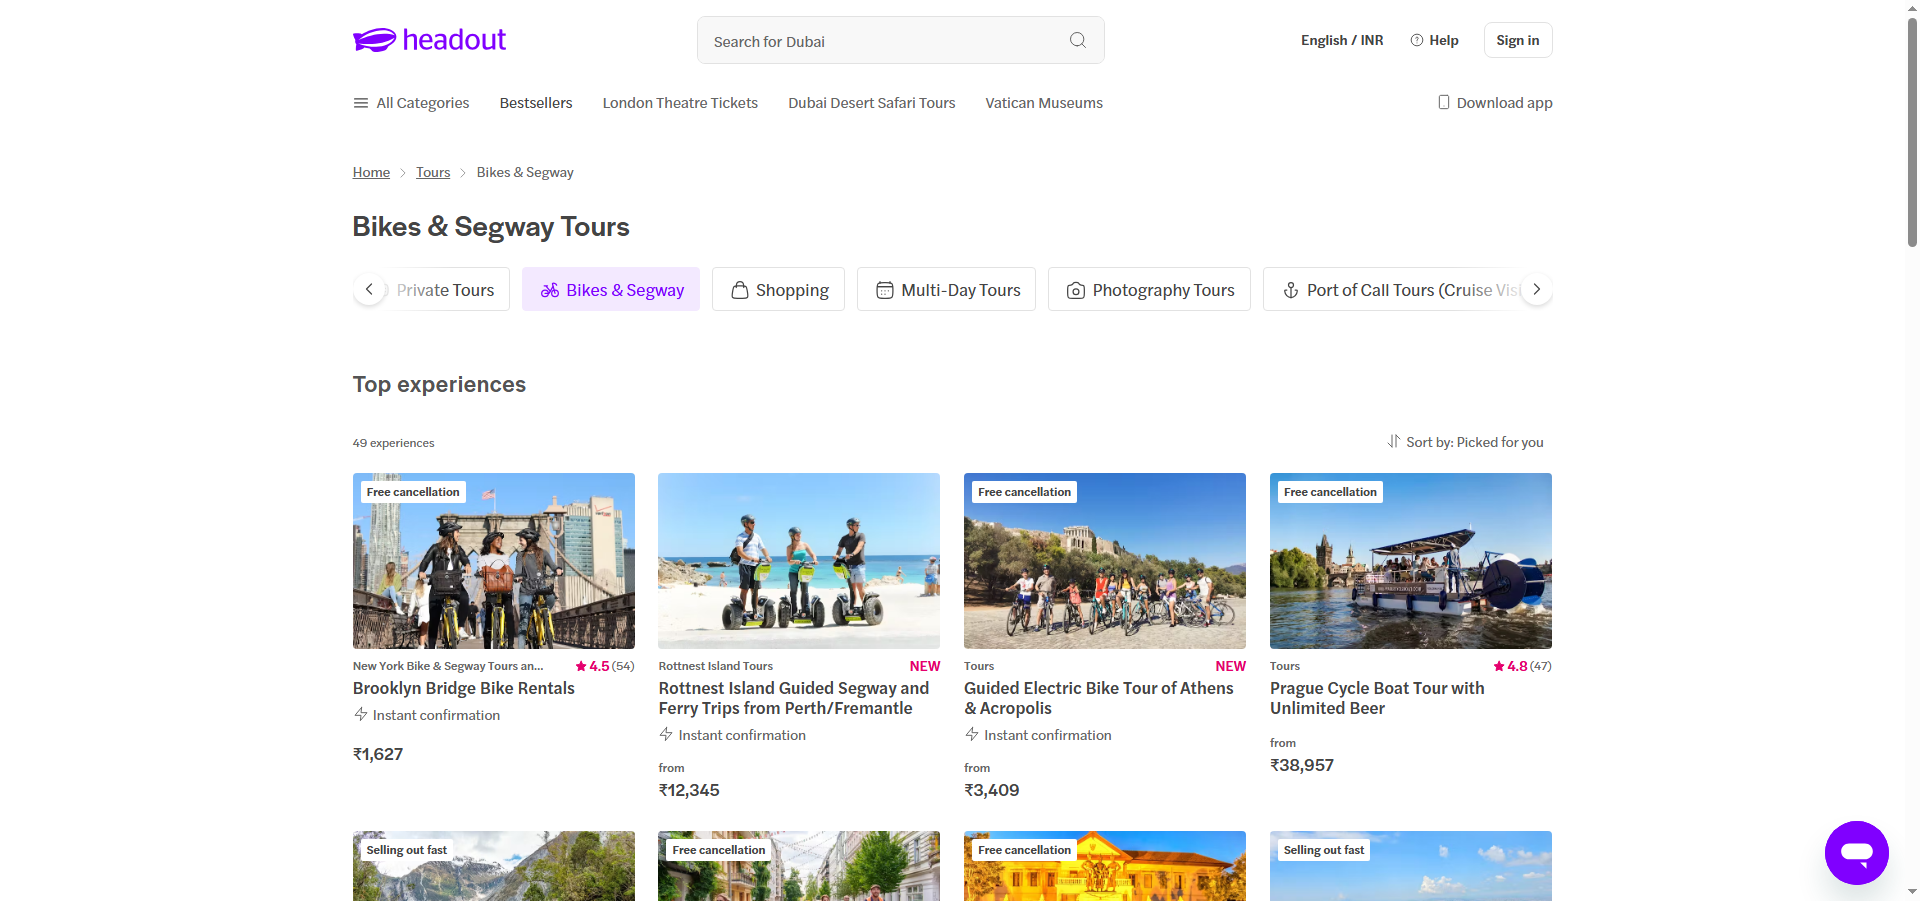 headout
Search for Dubai
English / INR
Help
Sign in
All Categories
Bestsellers
London Theatre Tickets
Dubai Desert Safari Tours
Vatican Museums
Download app
Home
Tours
Bikes & Segway
Bikes & Segway Tours
Private Tours
Bikes & Segway
Shopping
Multi-Day Tours
Photography Tours
Port of Call Tours (Cruise Vis
Top experiences
49 experiences
Sort by: Picked for you
Free cancellation
New York Bike & Segway Tours an...
4.5 (54)
Brooklyn Bridge Bike Rentals
Instant confirmation
₹1,627
Rottnest Island Tours
NEW
Rottnest Island Guided Segway and
Ferry Trips from Perth/Fremantle
Instant confirmation
from
₹12,345
Free cancellation
Tours
NEW
Guided Electric Bike Tour of Athens
& Acropolis
Instant confirmation
from
₹3,409
Free cancellation
Tours
4.8 (47)
Prague Cycle Boat Tour with
Unlimited Beer
from
₹38,957
Selling out fast
Free cancellation
Free cancellation
Selling out fast